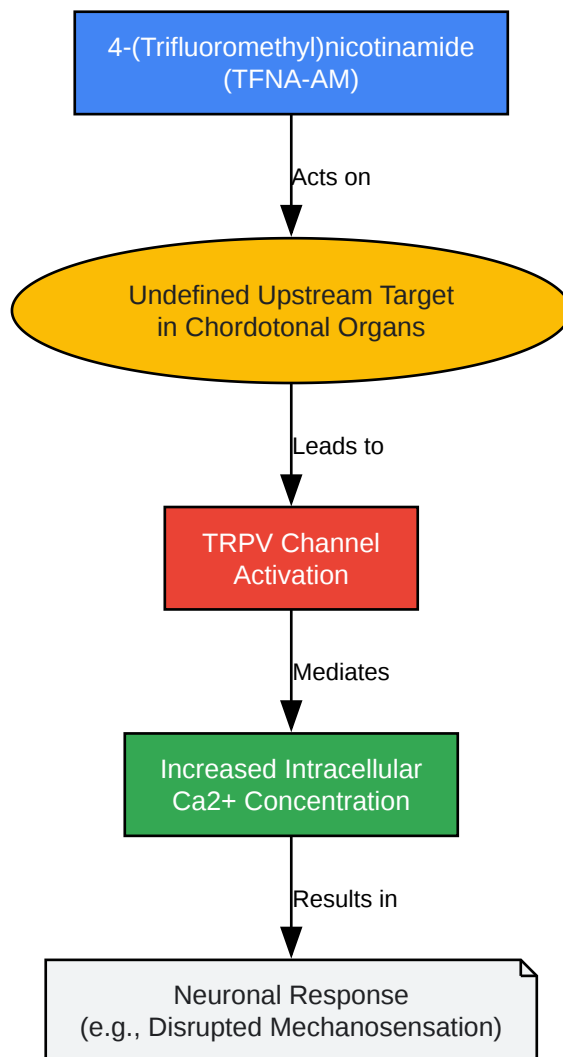 4-(Trifluoromethyl)nicotinamide
(TFNA-AM)
Acts on
Undefined Upstream Target
in Chordotonal Organs
Leads to
TRPV Channel
Activation
Mediates
Increased Intracellular
Ca2+ Concentration
Results in
Neuronal Response
(e.g., Disrupted Mechanosensation)